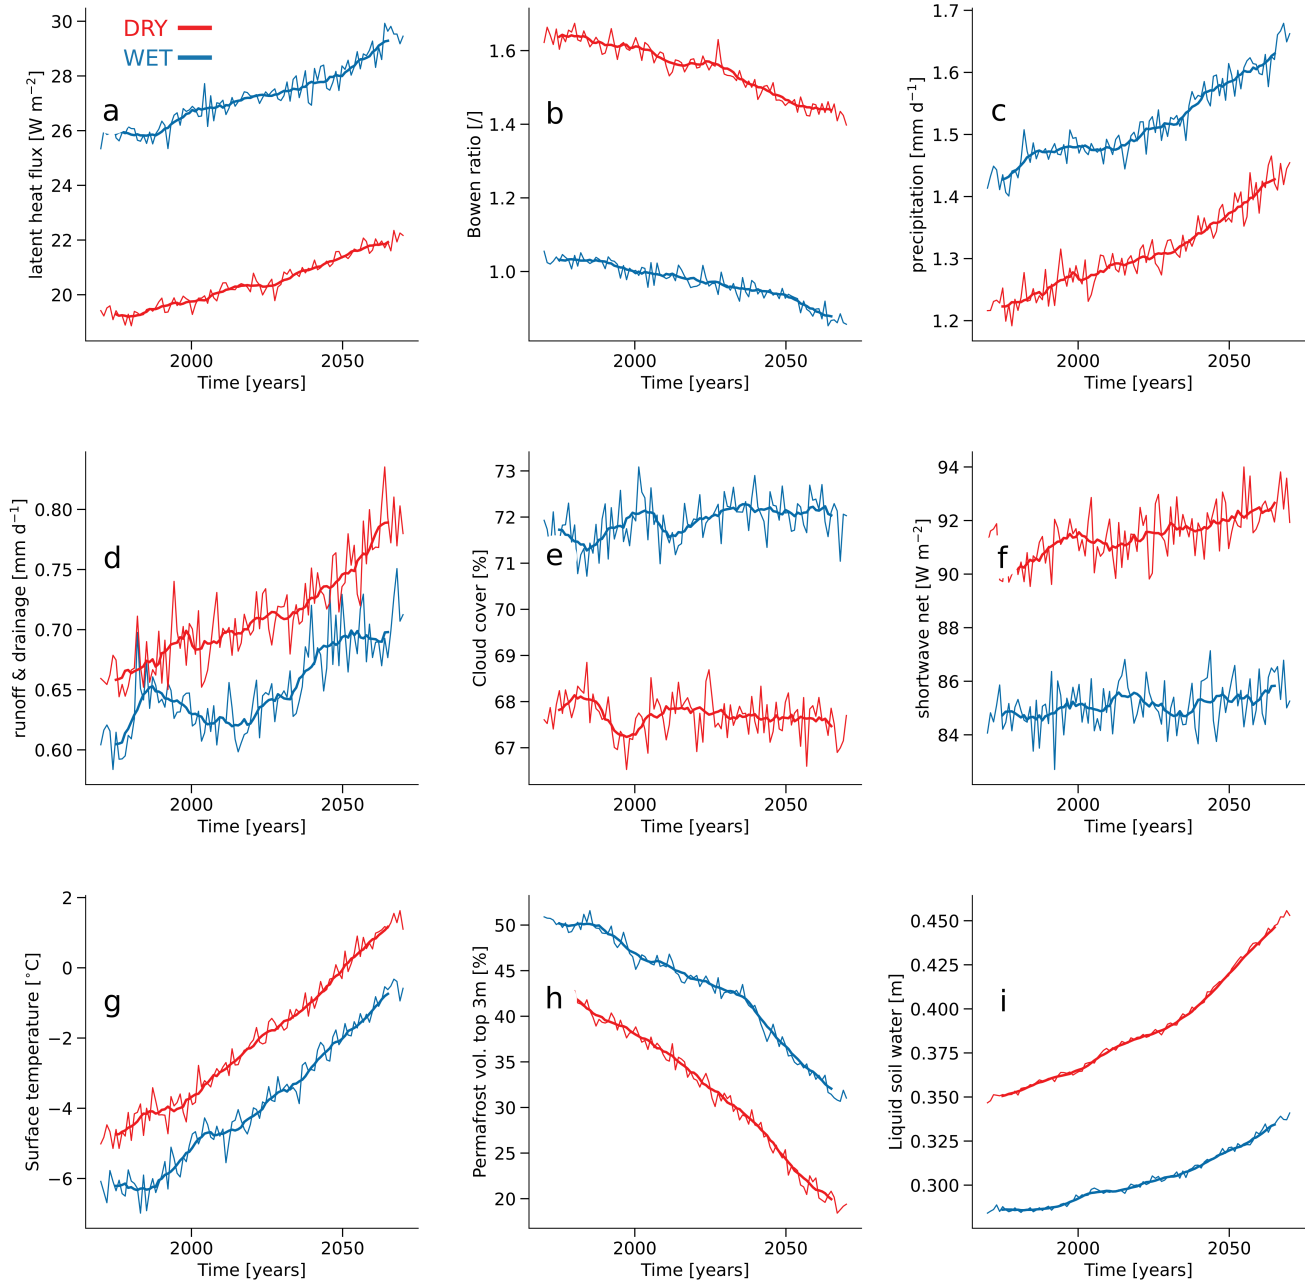 DRY
WET
a
30
28
26
24
22
20
latent heat flux [W m⁻²]
2000 2050
Time [years]
b
1.6
1.4
1.2
1.0
Bowen ratio [/]
2000 2050
Time [years]
c
1.7
1.6
1.5
1.4
1.3
1.2
precipitation [mm d⁻¹]
2000 2050
Time [years]
d
0.80
0.75
0.70
0.65
0.60
runoff & drainage [mm d⁻¹]
2000 2050
Time [years]
e
73
72
71
70
69
68
67
Cloud cover [%]
2000 2050
Time [years]
f
94
92
90
88
86
84
shortwave net [W m⁻²]
2000 2050
Time [years]
g
2
0
−2
−4
−6
Surface temperature [°C]
2000 2050
Time [years]
h
50
45
40
35
30
25
20
Permafrost vol. top 3m [%]
2000 2050
Time [years]
i
0.450
0.425
0.400
0.375
0.350
0.325
0.300
Liquid soil water [m]
2000 2050
Time [years]